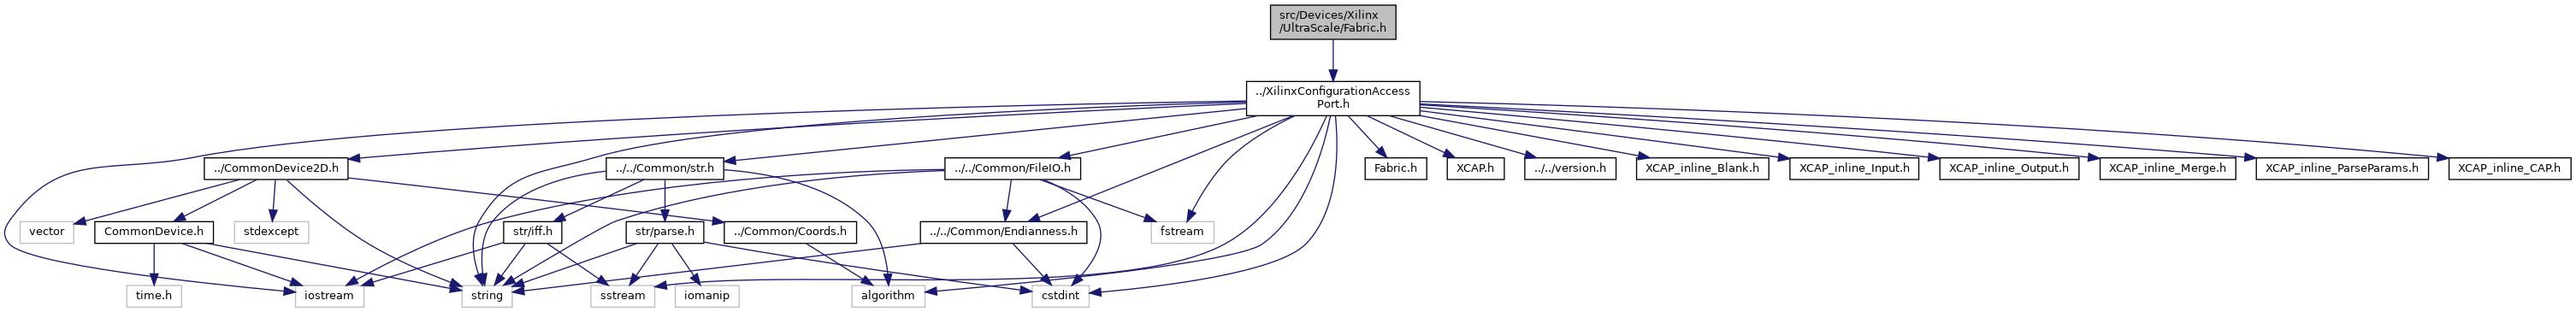 src/Devices/Xilinx
/UltraScale/Fabric.h
../XilinxConfigurationAccess
Port.h
../CommonDevice2D.h
../../Common/str.h
../../Common/FileIO.h
Fabric.h
XCAP.h
../../version.h
XCAP_inline_Blank.h
XCAP_inline_Input.h
XCAP_inline_Output.h
XCAP_inline_Merge.h
XCAP_inline_ParseParams.h
XCAP_inline_CAP.h
vector
CommonDevice.h
stdexcept
str/iff.h
str/parse.h
../Common/Coords.h
../../Common/Endianness.h
fstream
time.h
iostream
string
sstream
iomanip
algorithm
cstdint